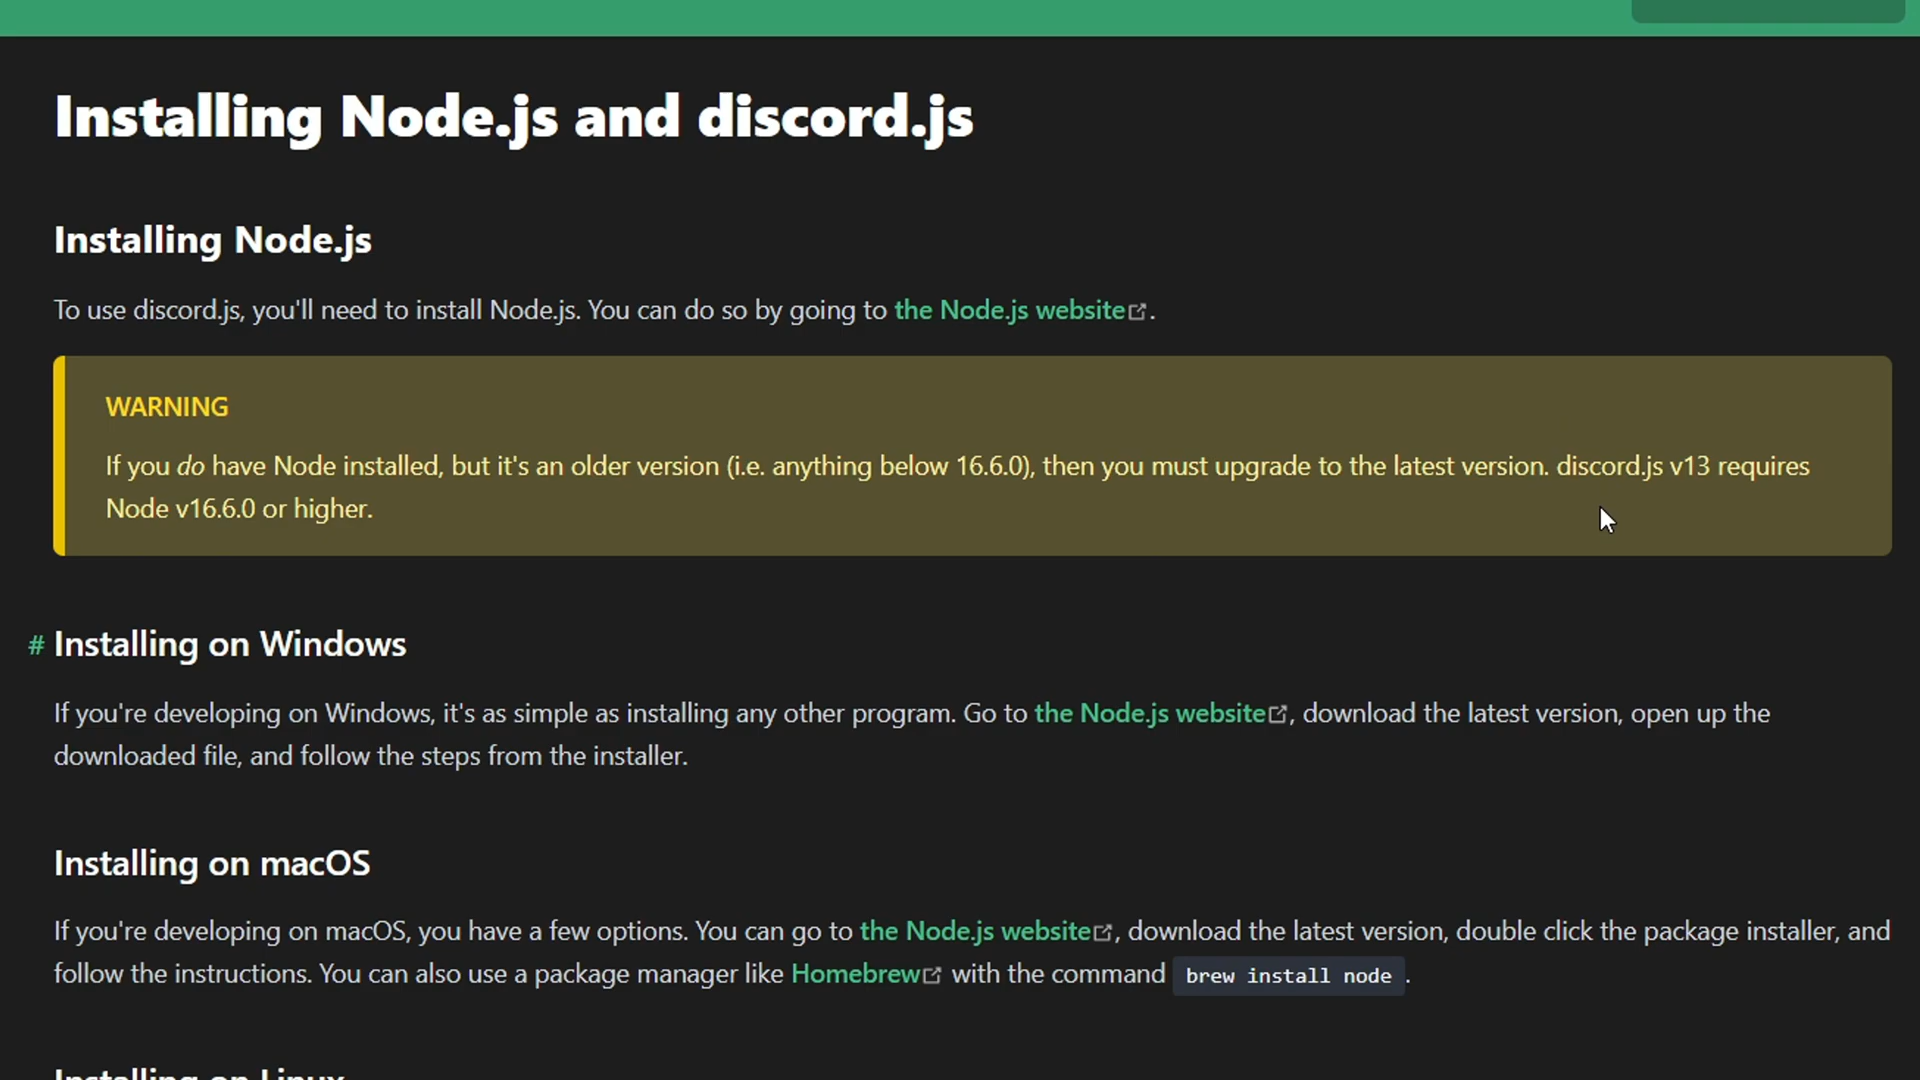 Installing Node.js and discord.js
Installing Node.js
To use discord.js, you'll need to install Node.js. You can do so by going to the Node.js website.
WARNING
If you do have Node installed, but it's an older version (i.e. anything below 16.6.0), then you must upgrade to the latest version. discord.js v13 requires
Node v16.6.0 or higher.
# Installing on Windows
If you're developing on Windows, it's as simple as installing any other program. Go to the Node.js website, download the latest version, open up the
downloaded file, and follow the steps from the installer.
Installing on macOS
If you're developing on macOS, you have a few options. You can go to the Node.js website, download the latest version, double click the package installer, and
follow the instructions. You can also use a package manager like Homebrew with the command brew install node.
Installing on Linux